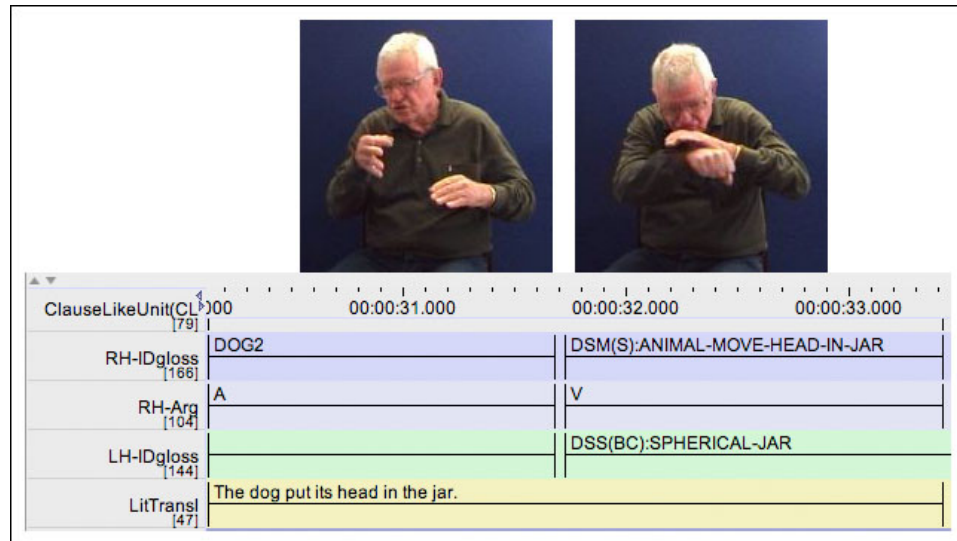 000 00:00:31.000 00:00:32.000 00:00:33.000
ClauseLikeUnit(CL
[79]
RH-IDgloss
[166]
DOG2 DSM(S):ANIMAL-MOVE-HEAD-IN-JAR
RH-Arg
[104]
A V
LH-IDgloss
[144]
DSS(BC):SPHERICAL-JAR
LitTransl
[47]
The dog put its head in the jar.